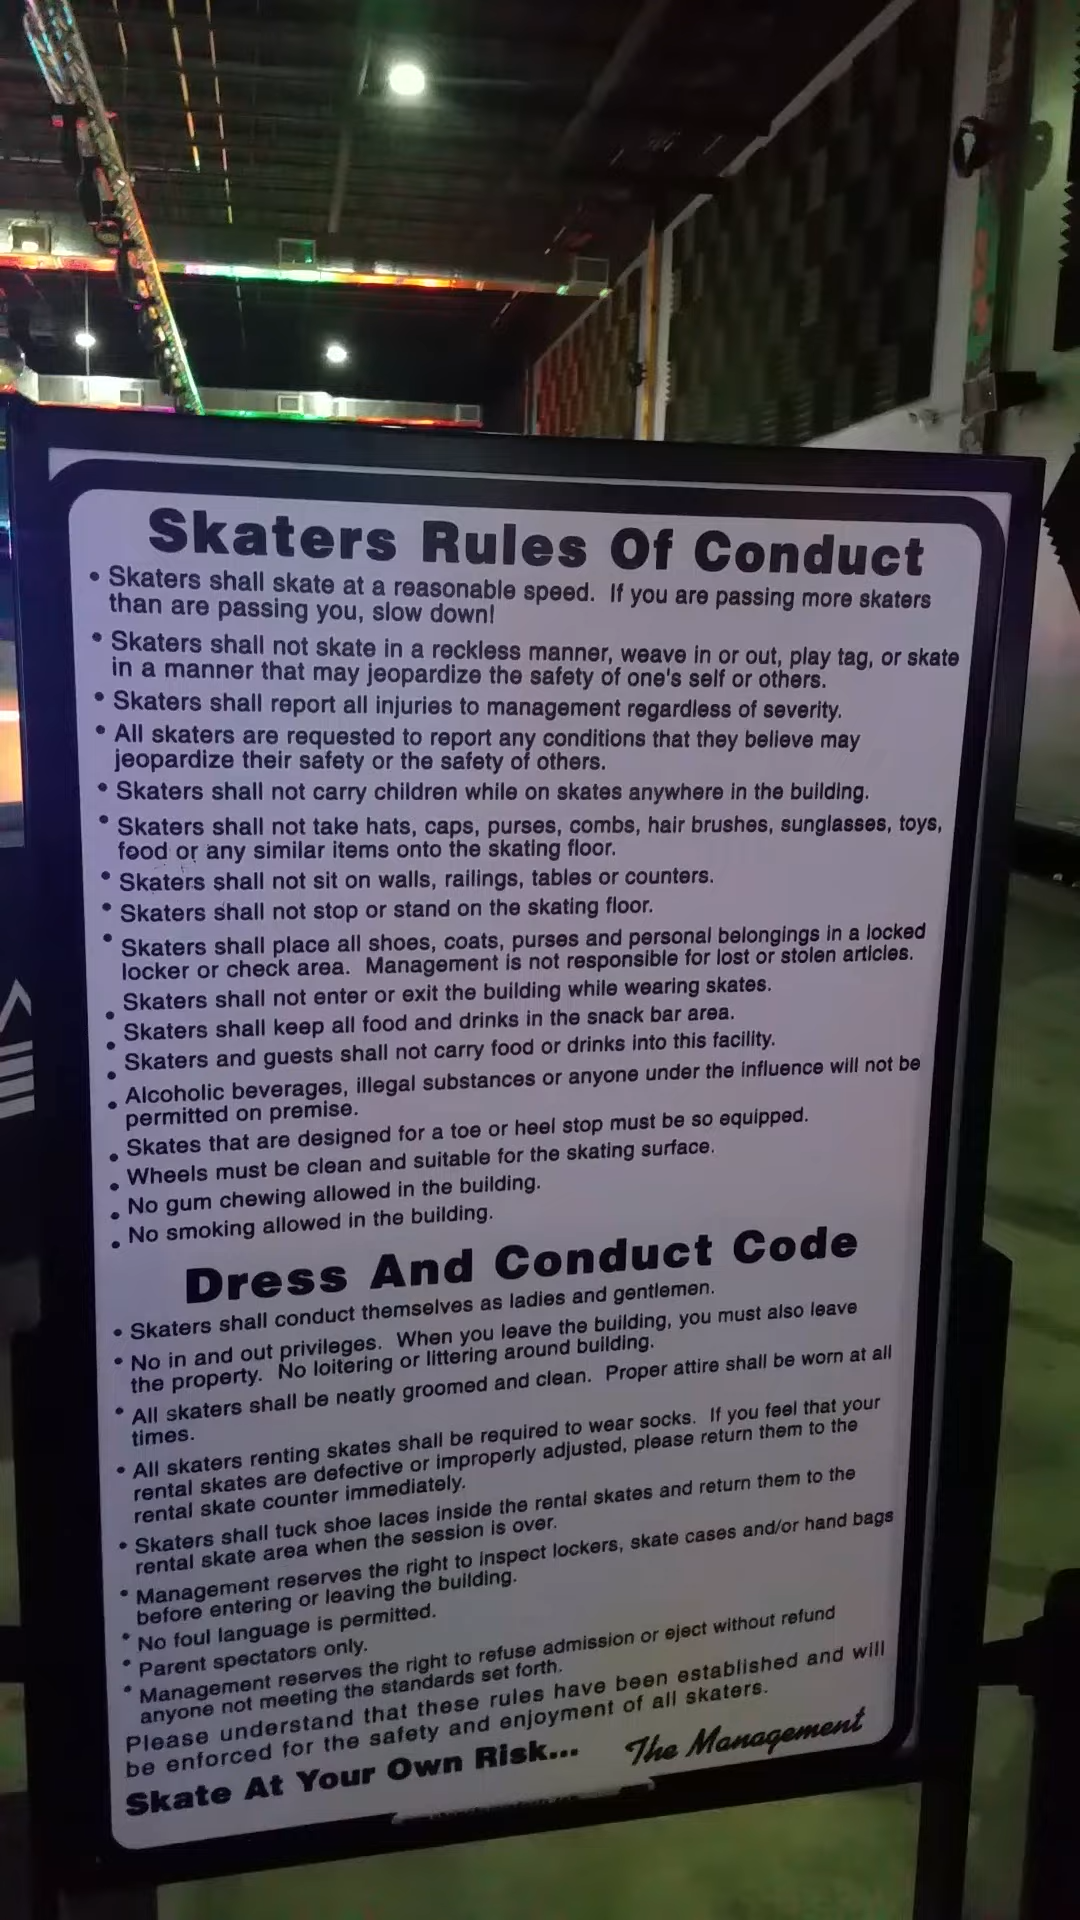 Skaters Rules Of Conduct
• Skaters shall skate at a reasonable speed. If you are passing more skaters
than are passing you, slow down!
• Skaters shall not skate in a reckless manner, weave in or out, play tag, or skate
in a manner that may jeopardize the safety of one's self or others.
• Skaters shall report all injuries to management regardless of severity.
• All skaters are requested to report any conditions that they believe may
jeopardize their safety or the safety of others.
• Skaters shall not carry children while on skates anywhere in the building.
• Skaters shall not take hats, caps, purses, combs, hair brushes, sunglasses, toys,
food or any similar items onto the skating floor.
• Skaters shall not sit on walls, railings, tables or counters.
• Skaters shall not stop or stand on the skating floor.
• Skaters shall place all shoes, coats, purses and personal belongings in a locked
locker or check area. Management is not responsible for lost or stolen articles.
• Skaters shall not enter or exit the building while wearing skates.
• Skaters shall keep all food and drinks in the snack bar area.
• Skaters and guests shall not carry food or drinks into this facility.
• Alcoholic beverages, illegal substances or anyone under the influence will not be
permitted on premise.
• Skates that are designed for a toe or heel stop must be so equipped.
• Wheels must be clean and suitable for the skating surface.
• No gum chewing allowed in the building.
• No smoking allowed in the building.
Dress And Conduct Code
• Skaters shall conduct themselves as ladies and gentlemen.
• No in and out privileges. When you leave the building, you must also leave
the property. No loitering or littering around building.
• All skaters shall be neatly groomed and clean. Proper attire shall be worn at all
times.
• All skaters renting skates shall be required to wear socks. If you feel that your
rental skates are defective or improperly adjusted, please return them to the
rental skate counter immediately.
• Skaters shall tuck shoe laces inside the rental skates and return them to the
rental skate area when the session is over.
• Management reserves the right to inspect lockers, skate cases and/or hand bags
before entering or leaving the building.
• No foul language is permitted.
• Parent spectators only.
• Management reserves the right to refuse admission or eject without refund
anyone not meeting the standards set forth.
Please understand that these rules have been established and will
be enforced for the safety and enjoyment of all skaters.
Skate At Your Own Risk... The Management